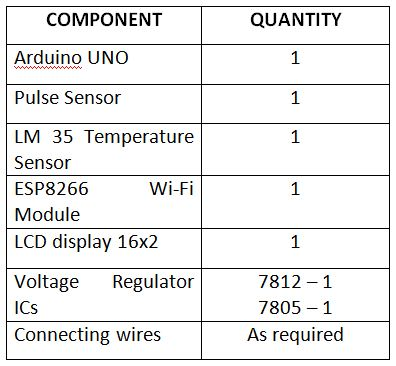 COMPONENT QUANTITY
Arduino UNO 1
Pulse Sensor 1
LM 35 Temperature 1
Sensor
ESP8266 Wi-Fi 1
Module
LCD display 16x2 1
Voltage Regulator 7812 – 1
ICs 7805 – 1
Connecting wires As required